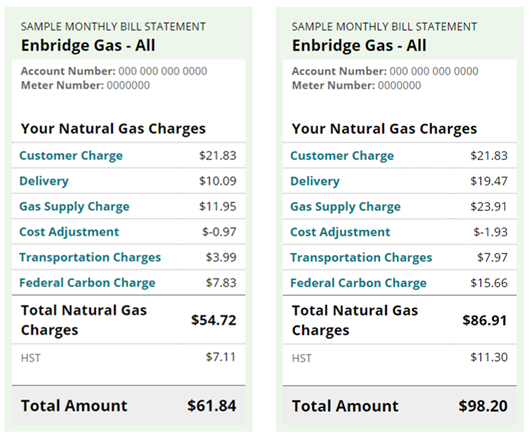 SAMPLE MONTHLY BILL STATEMENT
Enbridge Gas - All
Account Number: 000 000 000 0000
Meter Number: 0000000
Your Natural Gas Charges
Customer Charge $21.83
Delivery $10.09
Gas Supply Charge $11.95
Cost Adjustment $-0.97
Transportation Charges $3.99
Federal Carbon Charge $7.83
Total Natural Gas
Charges $54.72
HST $7.11
Total Amount $61.84
SAMPLE MONTHLY BILL STATEMENT
Enbridge Gas - All
Account Number: 000 000 000 0000
Meter Number: 0000000
Your Natural Gas Charges
Customer Charge $21.83
Delivery $19.47
Gas Supply Charge $23.91
Cost Adjustment $-1.93
Transportation Charges $7.97
Federal Carbon Charge $15.66
Total Natural Gas
Charges $86.91
HST $11.30
Total Amount $98.20